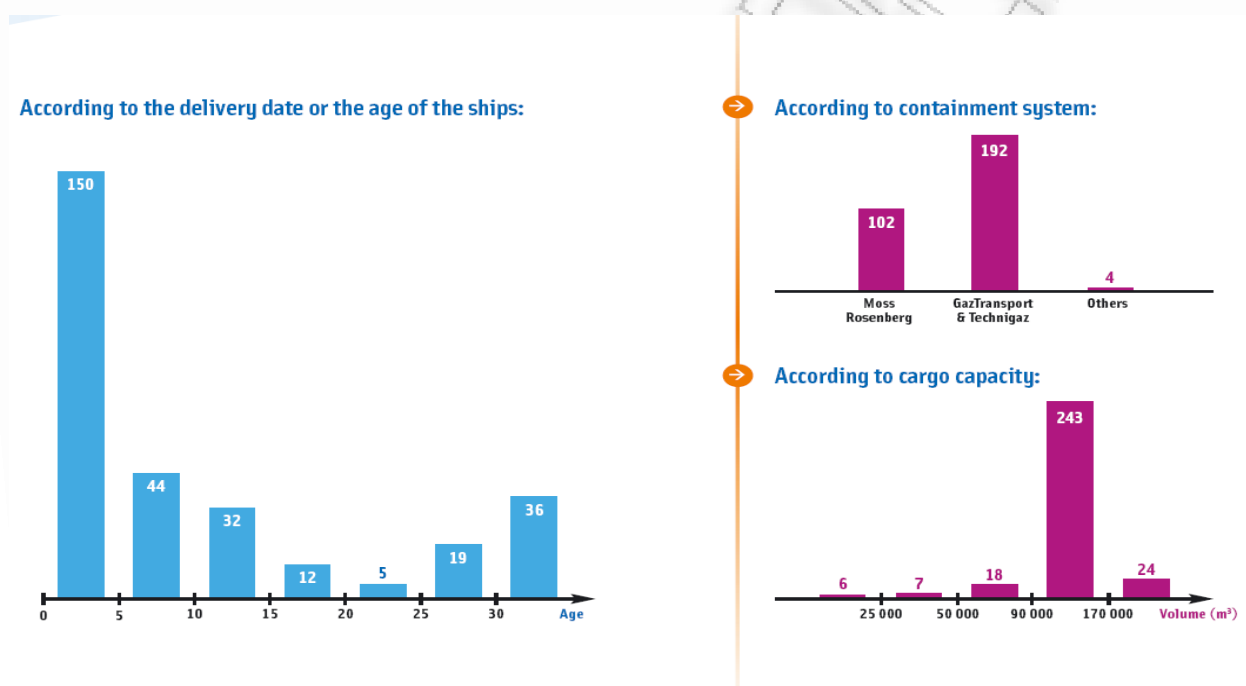 According to the delivery date or the age of the ships:
150
44
32
12
5
19
36
0 5 10 15 20 25 30 Age
According to containment system:
102
192
4
Moss
Rosenberg
GazTransport
& Technigaz
Others
According to cargo capacity:
6
7
18
243
24
25 000 50 000 90 000 170 000 Volume (m³)